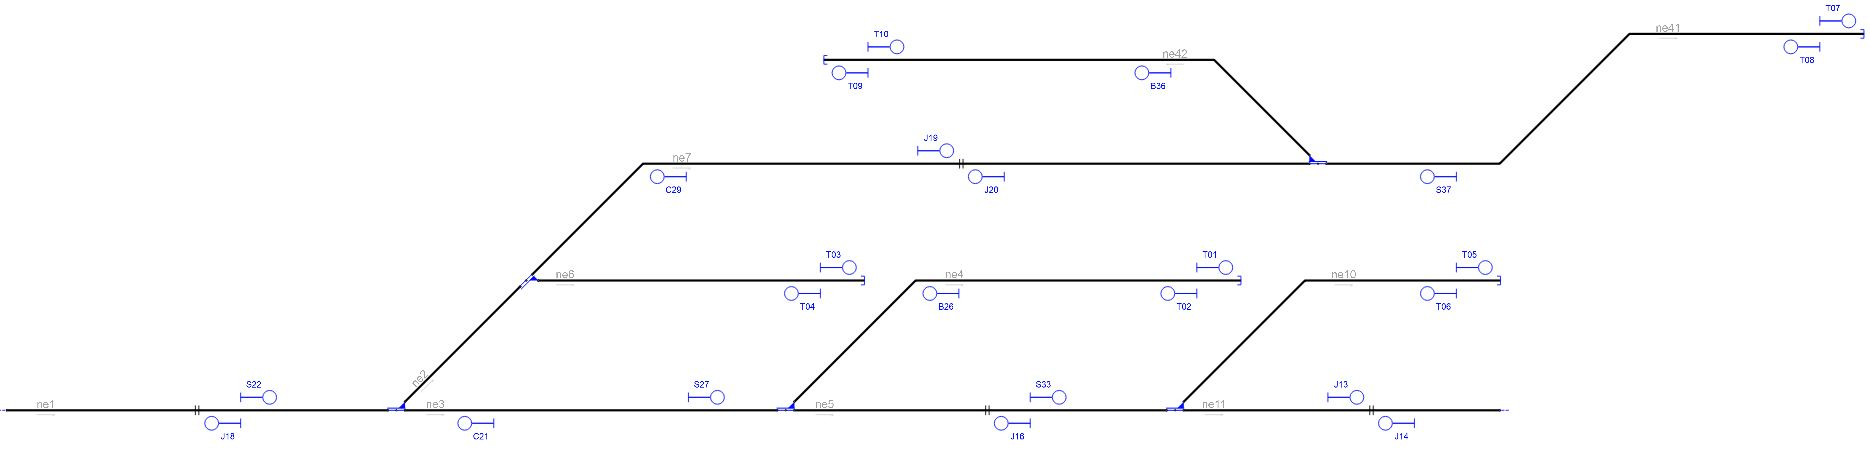 T07
ne41
T10
ne42
T08
T09
B36
J19
ne7
C29
J20
S37
T03
T01
T05
ne6
ne4
ne10
T04
B26
T02
T06
ne2
S22
S27
S33
J13
ne1
ne3
ne5
ne11
J18
C21
J16
J14